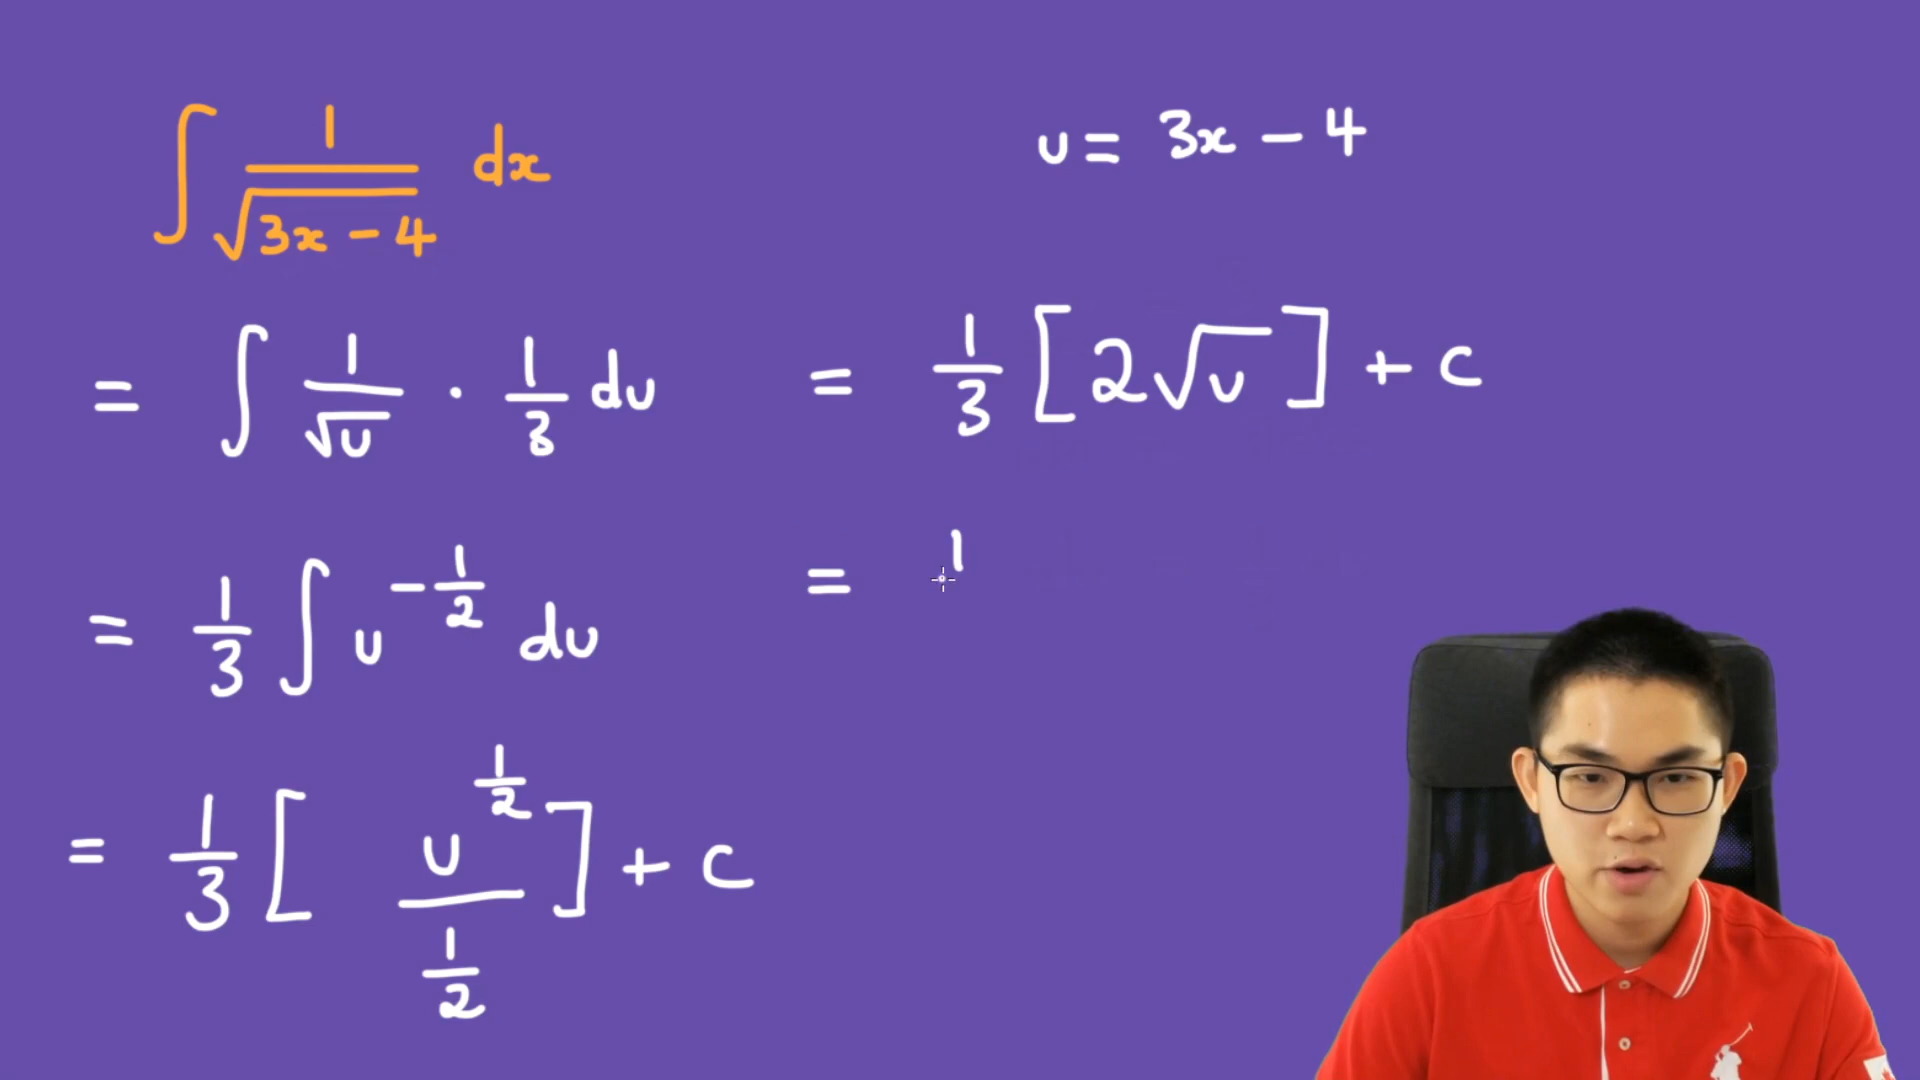 ∫ 1/√(3x − 4) dx
u = 3x − 4
= ∫ 1/√u · 1/3 du
= 1/3 ∫ u^(−1/2) du
= 1/3 [ u^(1/2) / (1/2) ] + c
= 1/3 [ 2√u ] + c
= 1